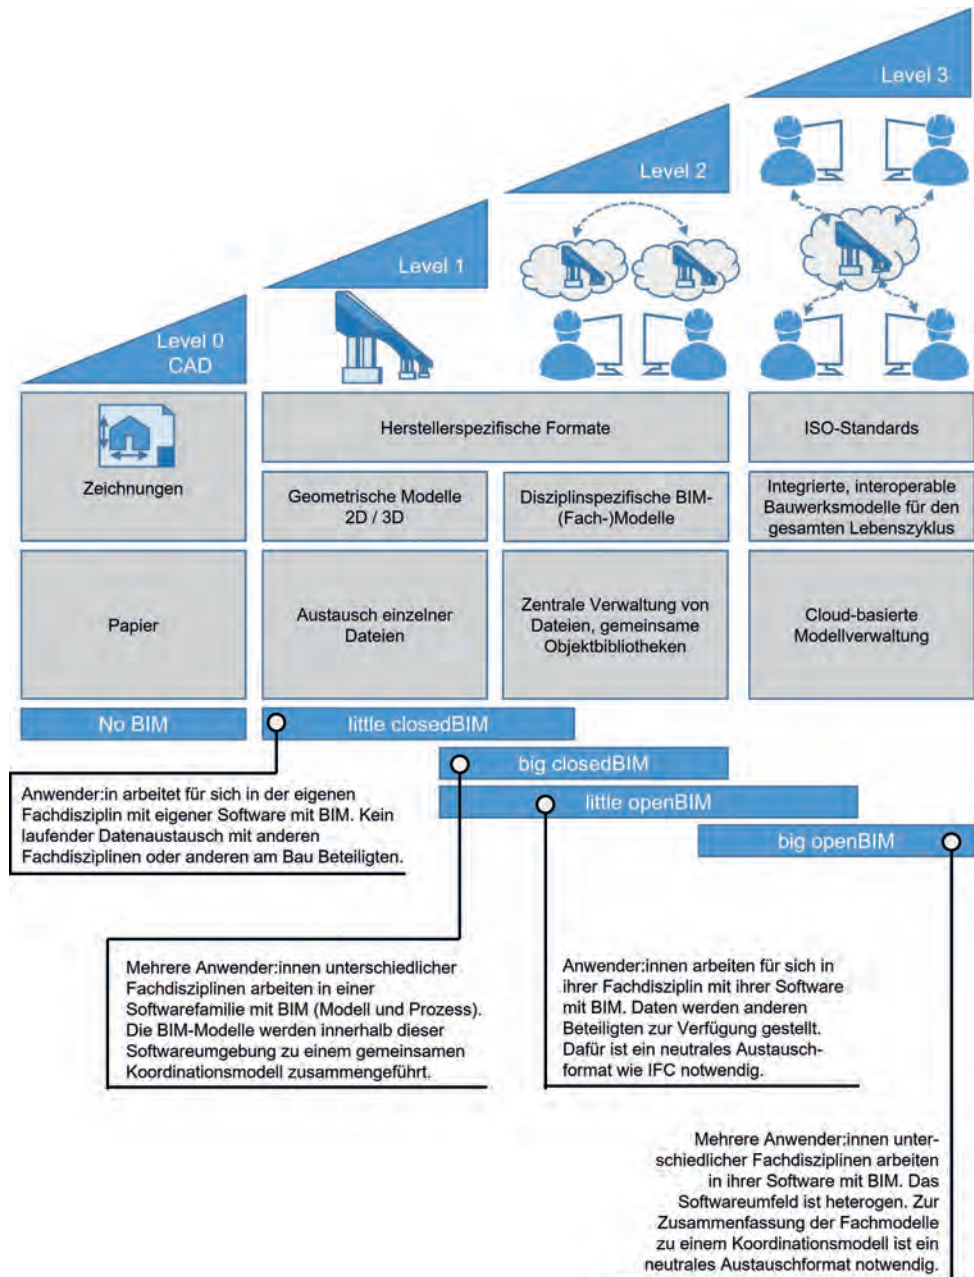 Level 3
Level 2
Level 1
Level 0
CAD
Zeichnungen
Herstellerspezifische Formate
ISO-Standards
Geometrische Modelle
2D / 3D
Disziplinspezifische BIM-
(Fach-)Modelle
Integrierte, interoperable
Bauwerksmodelle für den
gesamten Lebenszyklus
Papier
Austausch einzelner
Dateien
Zentrale Verwaltung von
Dateien, gemeinsame
Objektbibliotheken
Cloud-basierte
Modellverwaltung
No BIM
little closedBIM
big closedBIM
little openBIM
big openBIM
Anwender:in arbeitet für sich in der eigenen
Fachdisziplin mit eigener Software mit BIM. Kein
laufender Datenaustausch mit anderen
Fachdisziplinen oder anderen am Bau Beteiligten.
Mehrere Anwender:innen unterschiedlicher
Fachdisziplinen arbeiten in einer
Softwarefamilie mit BIM (Modell und Prozess).
Die BIM-Modelle werden innerhalb dieser
Softwareumgebung zu einem gemeinsamen
Koordinationsmodell zusammengeführt.
Anwender:innen arbeiten für sich in
ihrer Fachdisziplin mit ihrer Software
mit BIM. Daten werden anderen
Beteiligten zur Verfügung gestellt.
Dafür ist ein neutrales Austausch-
format wie IFC notwendig.
Mehrere Anwender:innen unter-
schiedlicher Fachdisziplinen arbeiten
in ihrer Software mit BIM. Das
Softwareumfeld ist heterogen. Zur
Zusammenfassung der Fachmodelle
zu einem Koordinationsmodell ist ein
neutrales Austauschformat notwendig.